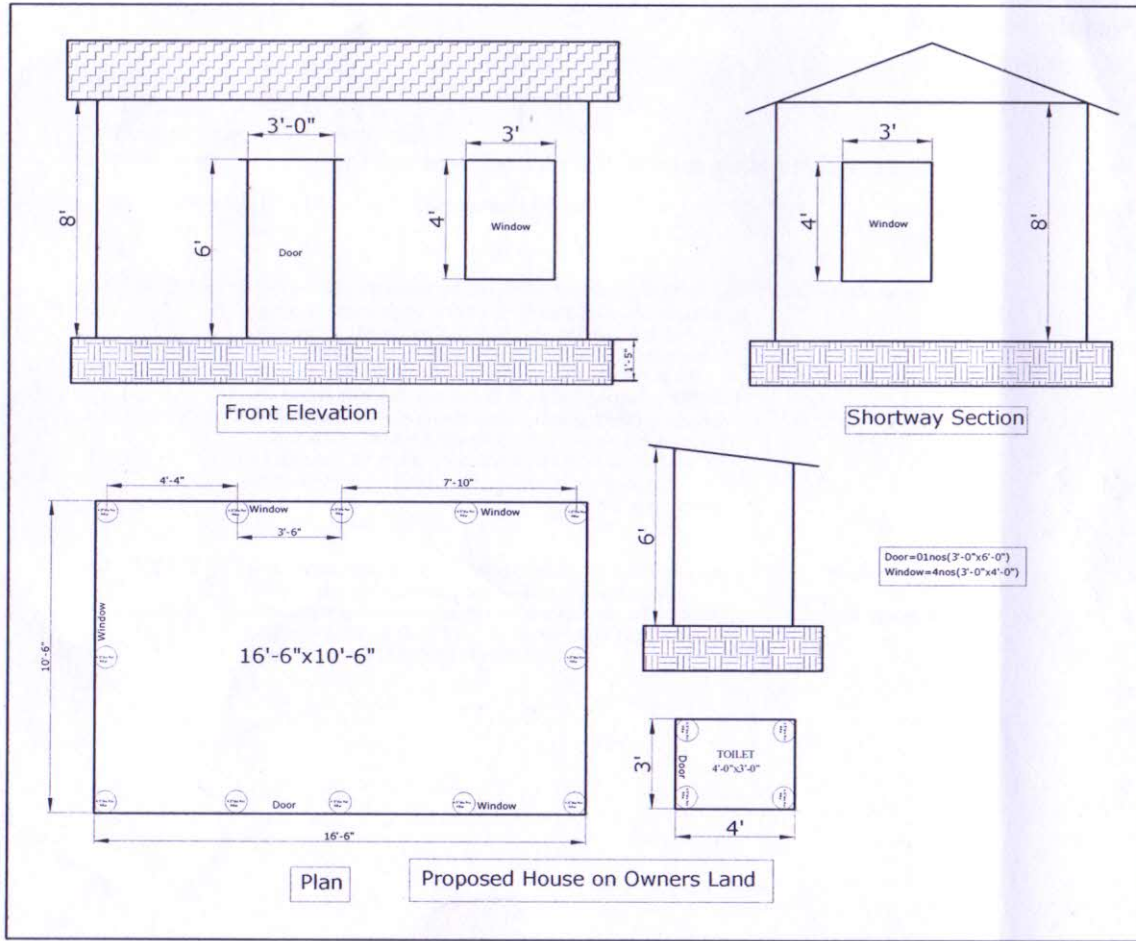 3'-0"
3'
8'
6'
Door
4'
Window
1'-5"
Front Elevation
3'
4'
Window
8'
Shortway Section
4'-4"
7'-10"
Window
Window
3'-6"
Window
10'-6"
16'-6"x10'-6"
Door
Window
16'-6"
Plan
6'
Door=01nos(3'-0"x6'-0")
Window=4nos(3'-0"x4'-0")
3'
Door
TOILET
4'-0"x3'-0"
4'
Proposed House on Owners Land